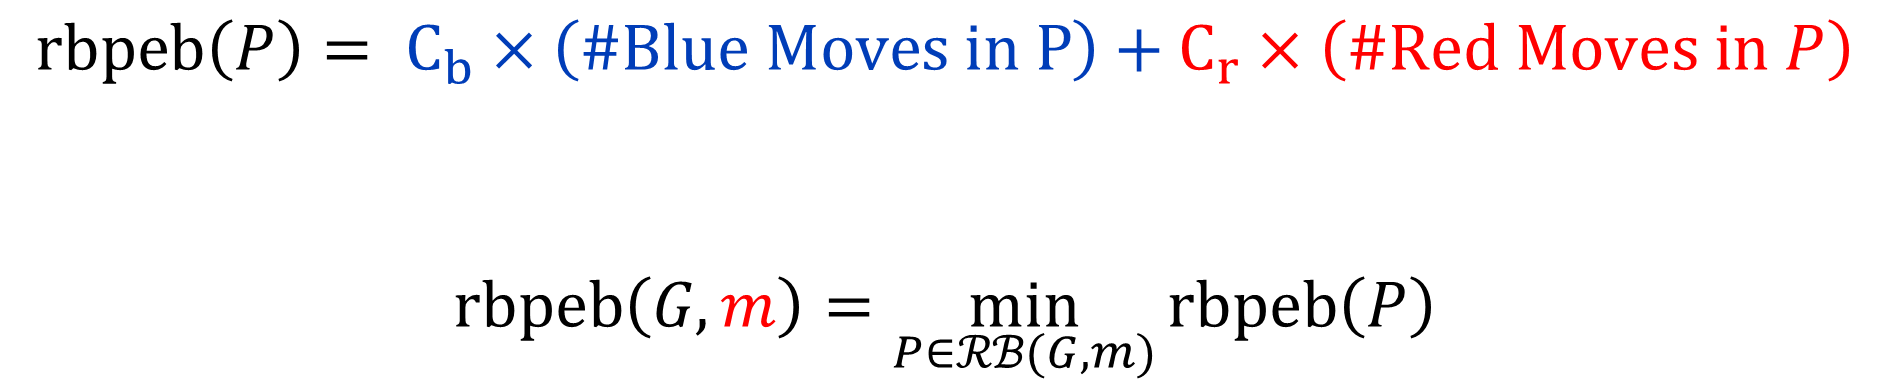 rbpeb(P) = C_b × (#Blue Moves in P) + C_r × (#Red Moves in P)
rbpeb(G, m) = min_{P∈ℛℬ(G,m)} rbpeb(P)